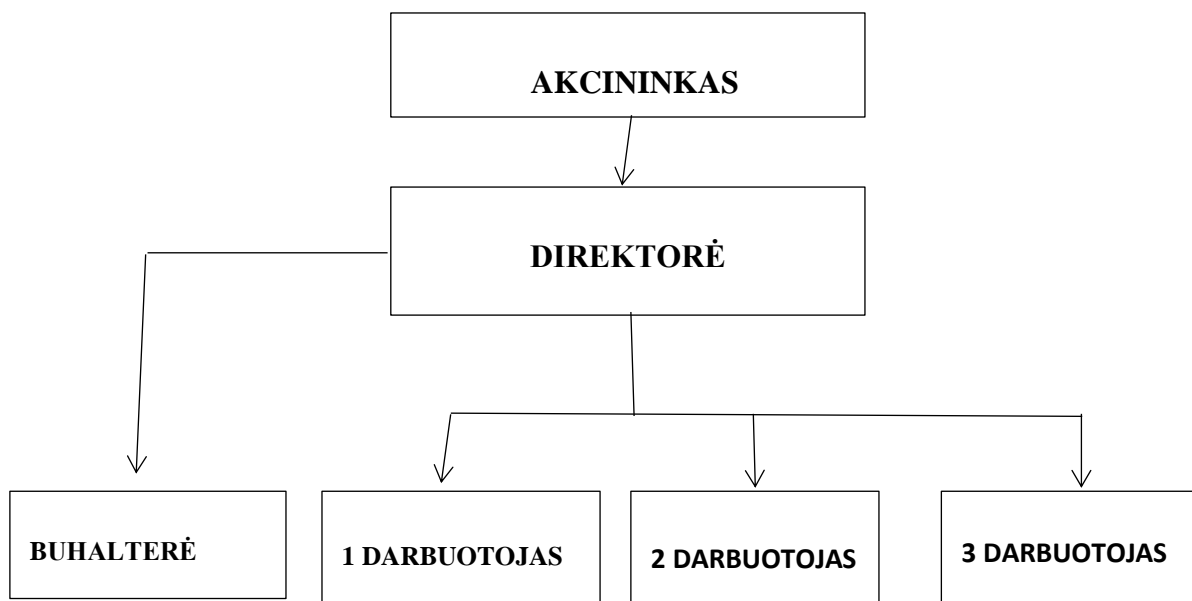 AKCININKAS
DIREKTORĖ
BUHALTERĖ
1 DARBUOTOJAS
2 DARBUOTOJAS
3 DARBUOTOJAS